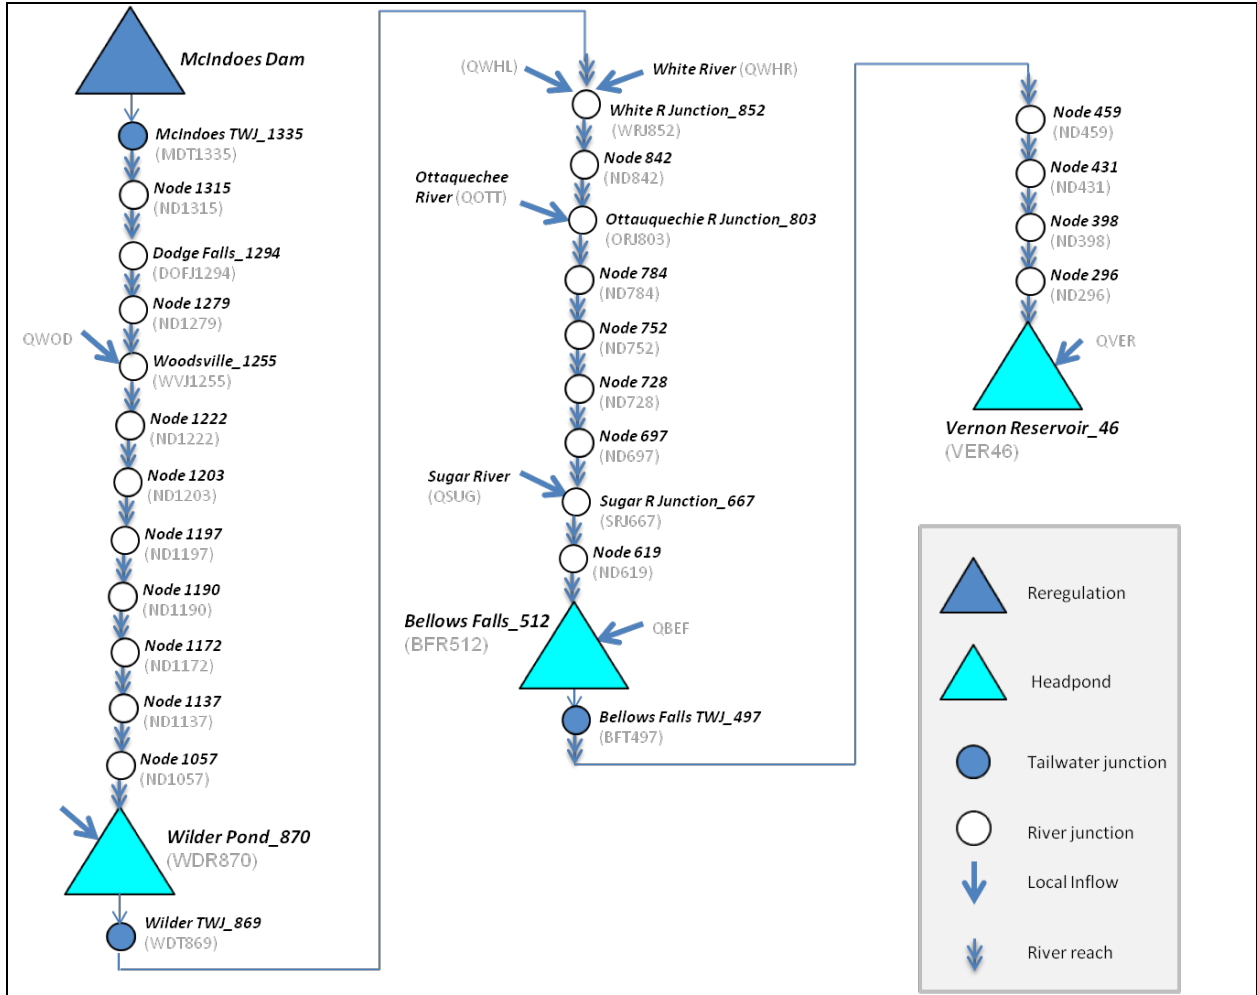 McIndoes Dam
McIndoes TWJ_1335
(MDT1335)
Node 1315
(ND1315)
Dodge Falls_1294
(DOFJ1294)
Node 1279
(ND1279)
QWOD
Woodsville_1255
(WVJ1255)
Node 1222
(ND1222)
Node 1203
(ND1203)
Node 1197
(ND1197)
Node 1190
(ND1190)
Node 1172
(ND1172)
Node 1137
(ND1137)
Node 1057
(ND1057)
Wilder Pond_870
(WDR870)
Wilder TWJ_869
(WDT869)
(QWHL)
White River (QWHR)
White R Junction_852
(WRJ852)
Node 842
(ND842)
Ottaquechee
River (QOTT)
Ottauquechie R Junction_803
(ORJ803)
Node 784
(ND784)
Node 752
(ND752)
Node 728
(ND728)
Node 697
(ND697)
Sugar River
(QSUG)
Sugar R Junction_667
(SRJ667)
Node 619
(ND619)
Bellows Falls_512
(BFR512)
QBEF
Bellows Falls TWJ_497
(BFT497)
Node 459
(ND459)
Node 431
(ND431)
Node 398
(ND398)
Node 296
(ND296)
QVER
Vernon Reservoir_46
(VER46)
Reregulation
Headpond
Tailwater junction
River junction
Local Inflow
River reach